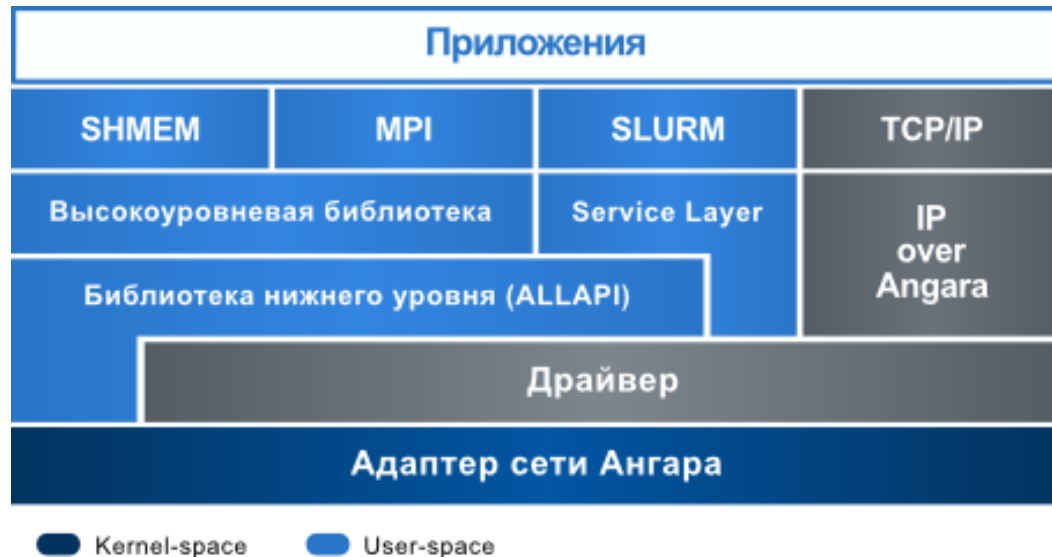 Приложения
SHMEM
MPI
SLURM
TCP/IP
Высокоуровневая библиотека
Service Layer
IP
over
Angara
Библиотека нижнего уровня (ALLAPI)
Драйвер
Адаптер сети Ангара
Kernel-space
User-space